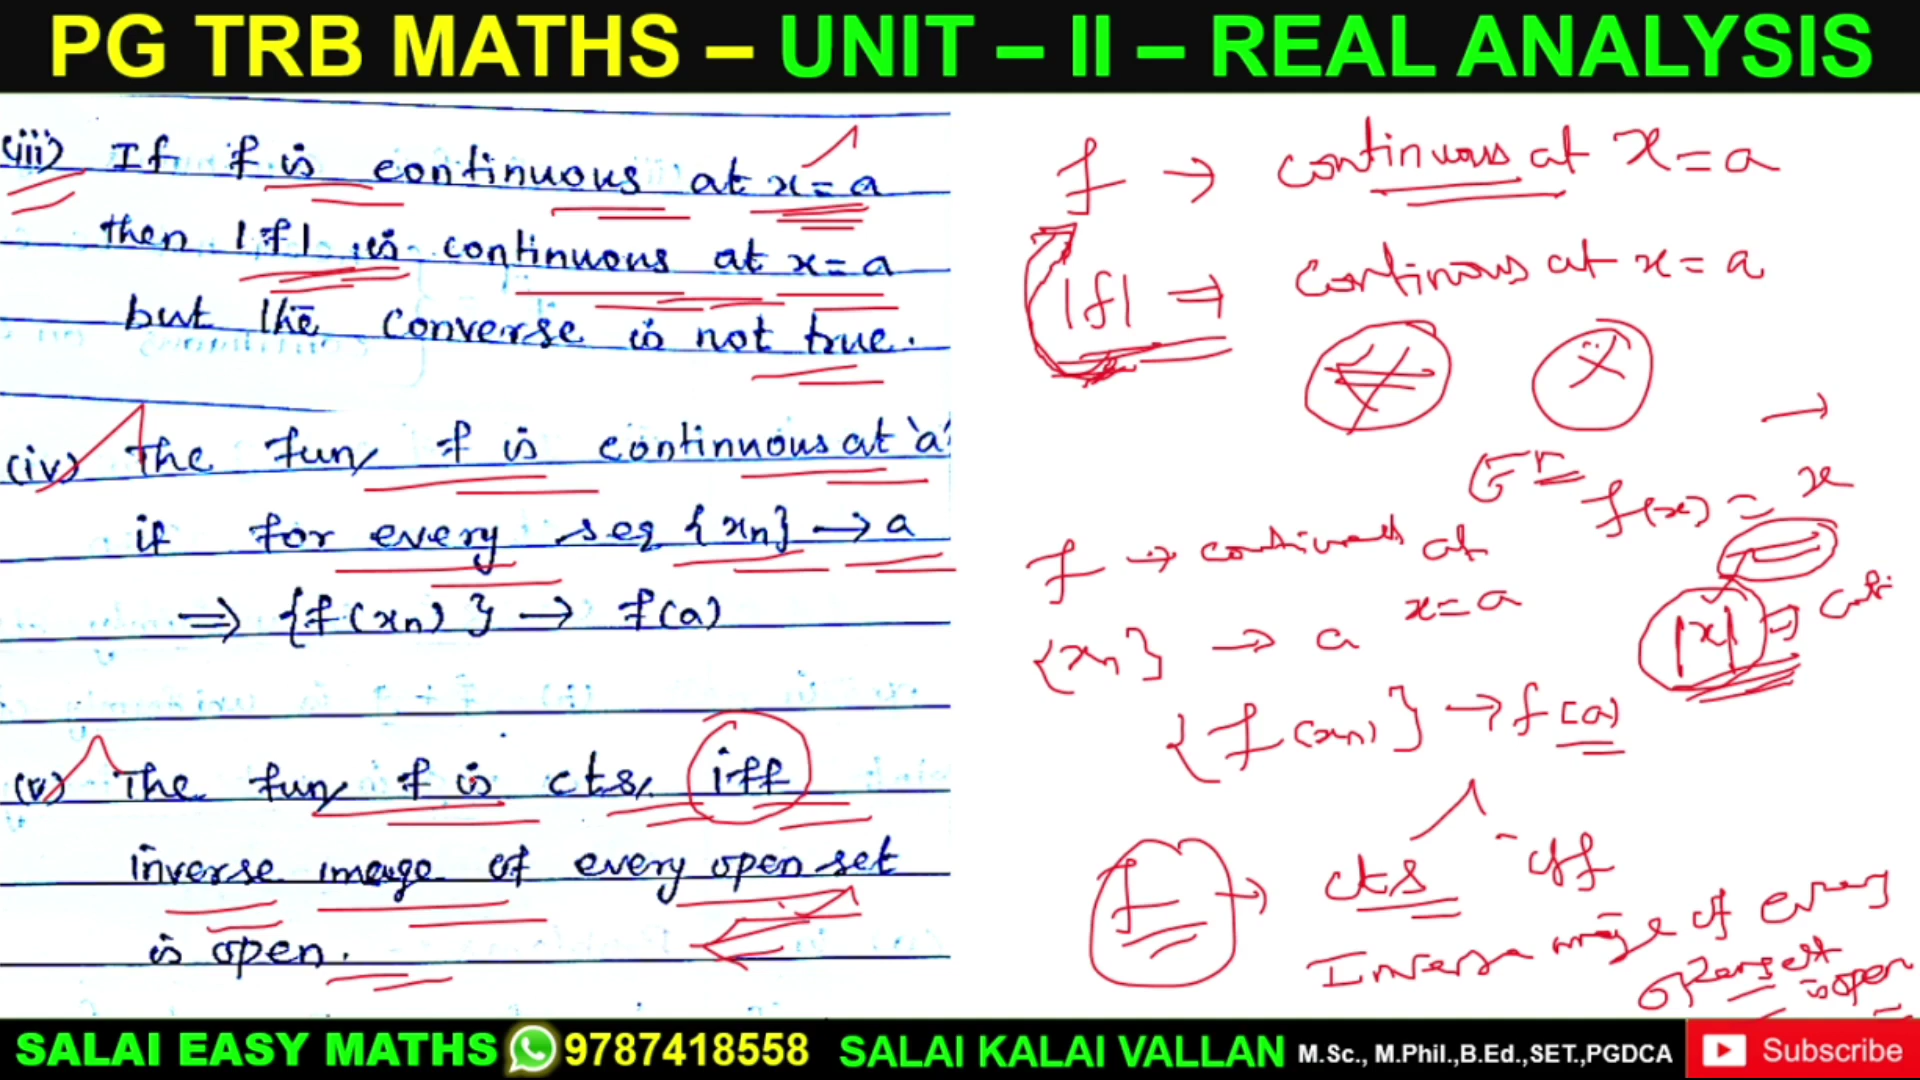 PG TRB MATHS – UNIT – II – REAL ANALYSIS
(iii) If f is continuous at x=a
then |f| is continuous at x=a
but the converse is not true.
(iv) The fun/ f is continuous at 'a'
if for every seq {xn} → a
⇒ {f(xn)} → f(a)
(v) The fun/ f is cts/ iff
inverse image of every open set
is open.
f → continuous at x=a
|f| ⇒ continuous at x=a
f(x) = x
f → continuous at
x=a
|x| ⇒
{xn} → a
{f(xn)} → f(a)
f → cts iff
Inverse image of every
open set
is open
SALAI EASY MATHS 9787418558 SALAI KALAI VALLAN M.Sc., M.Phil.,B.Ed.,SET.,PGDCA Subscribe